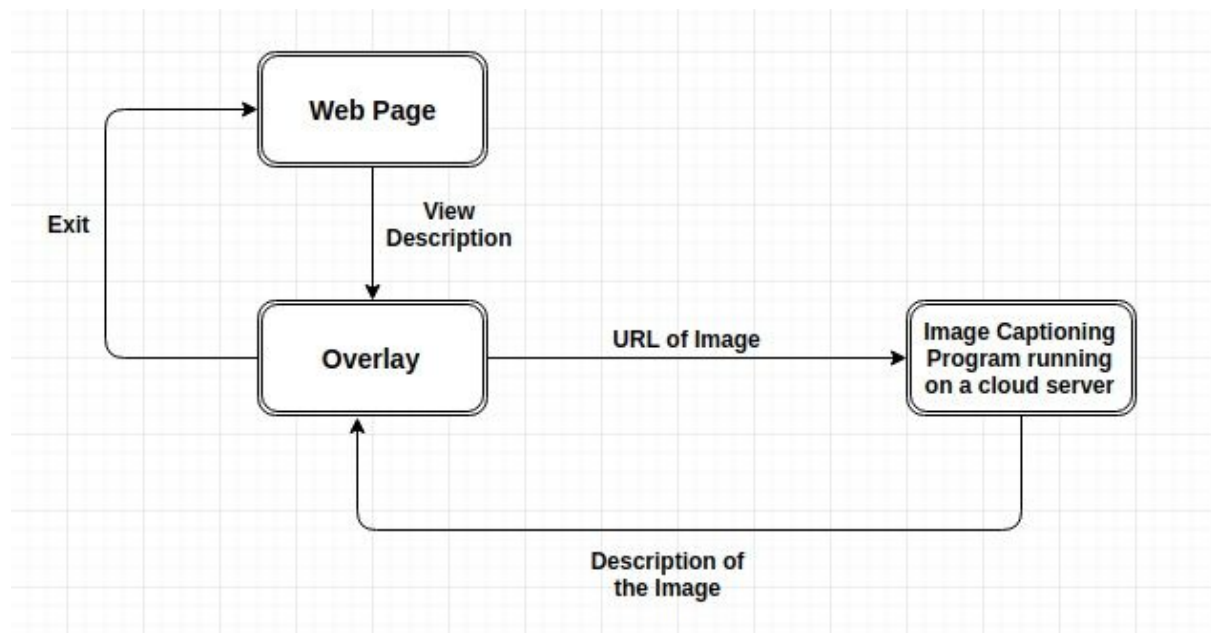 Web Page
Exit
View
Description
Overlay
URL of Image
Image Captioning
Program running
on a cloud server
Description of
the Image